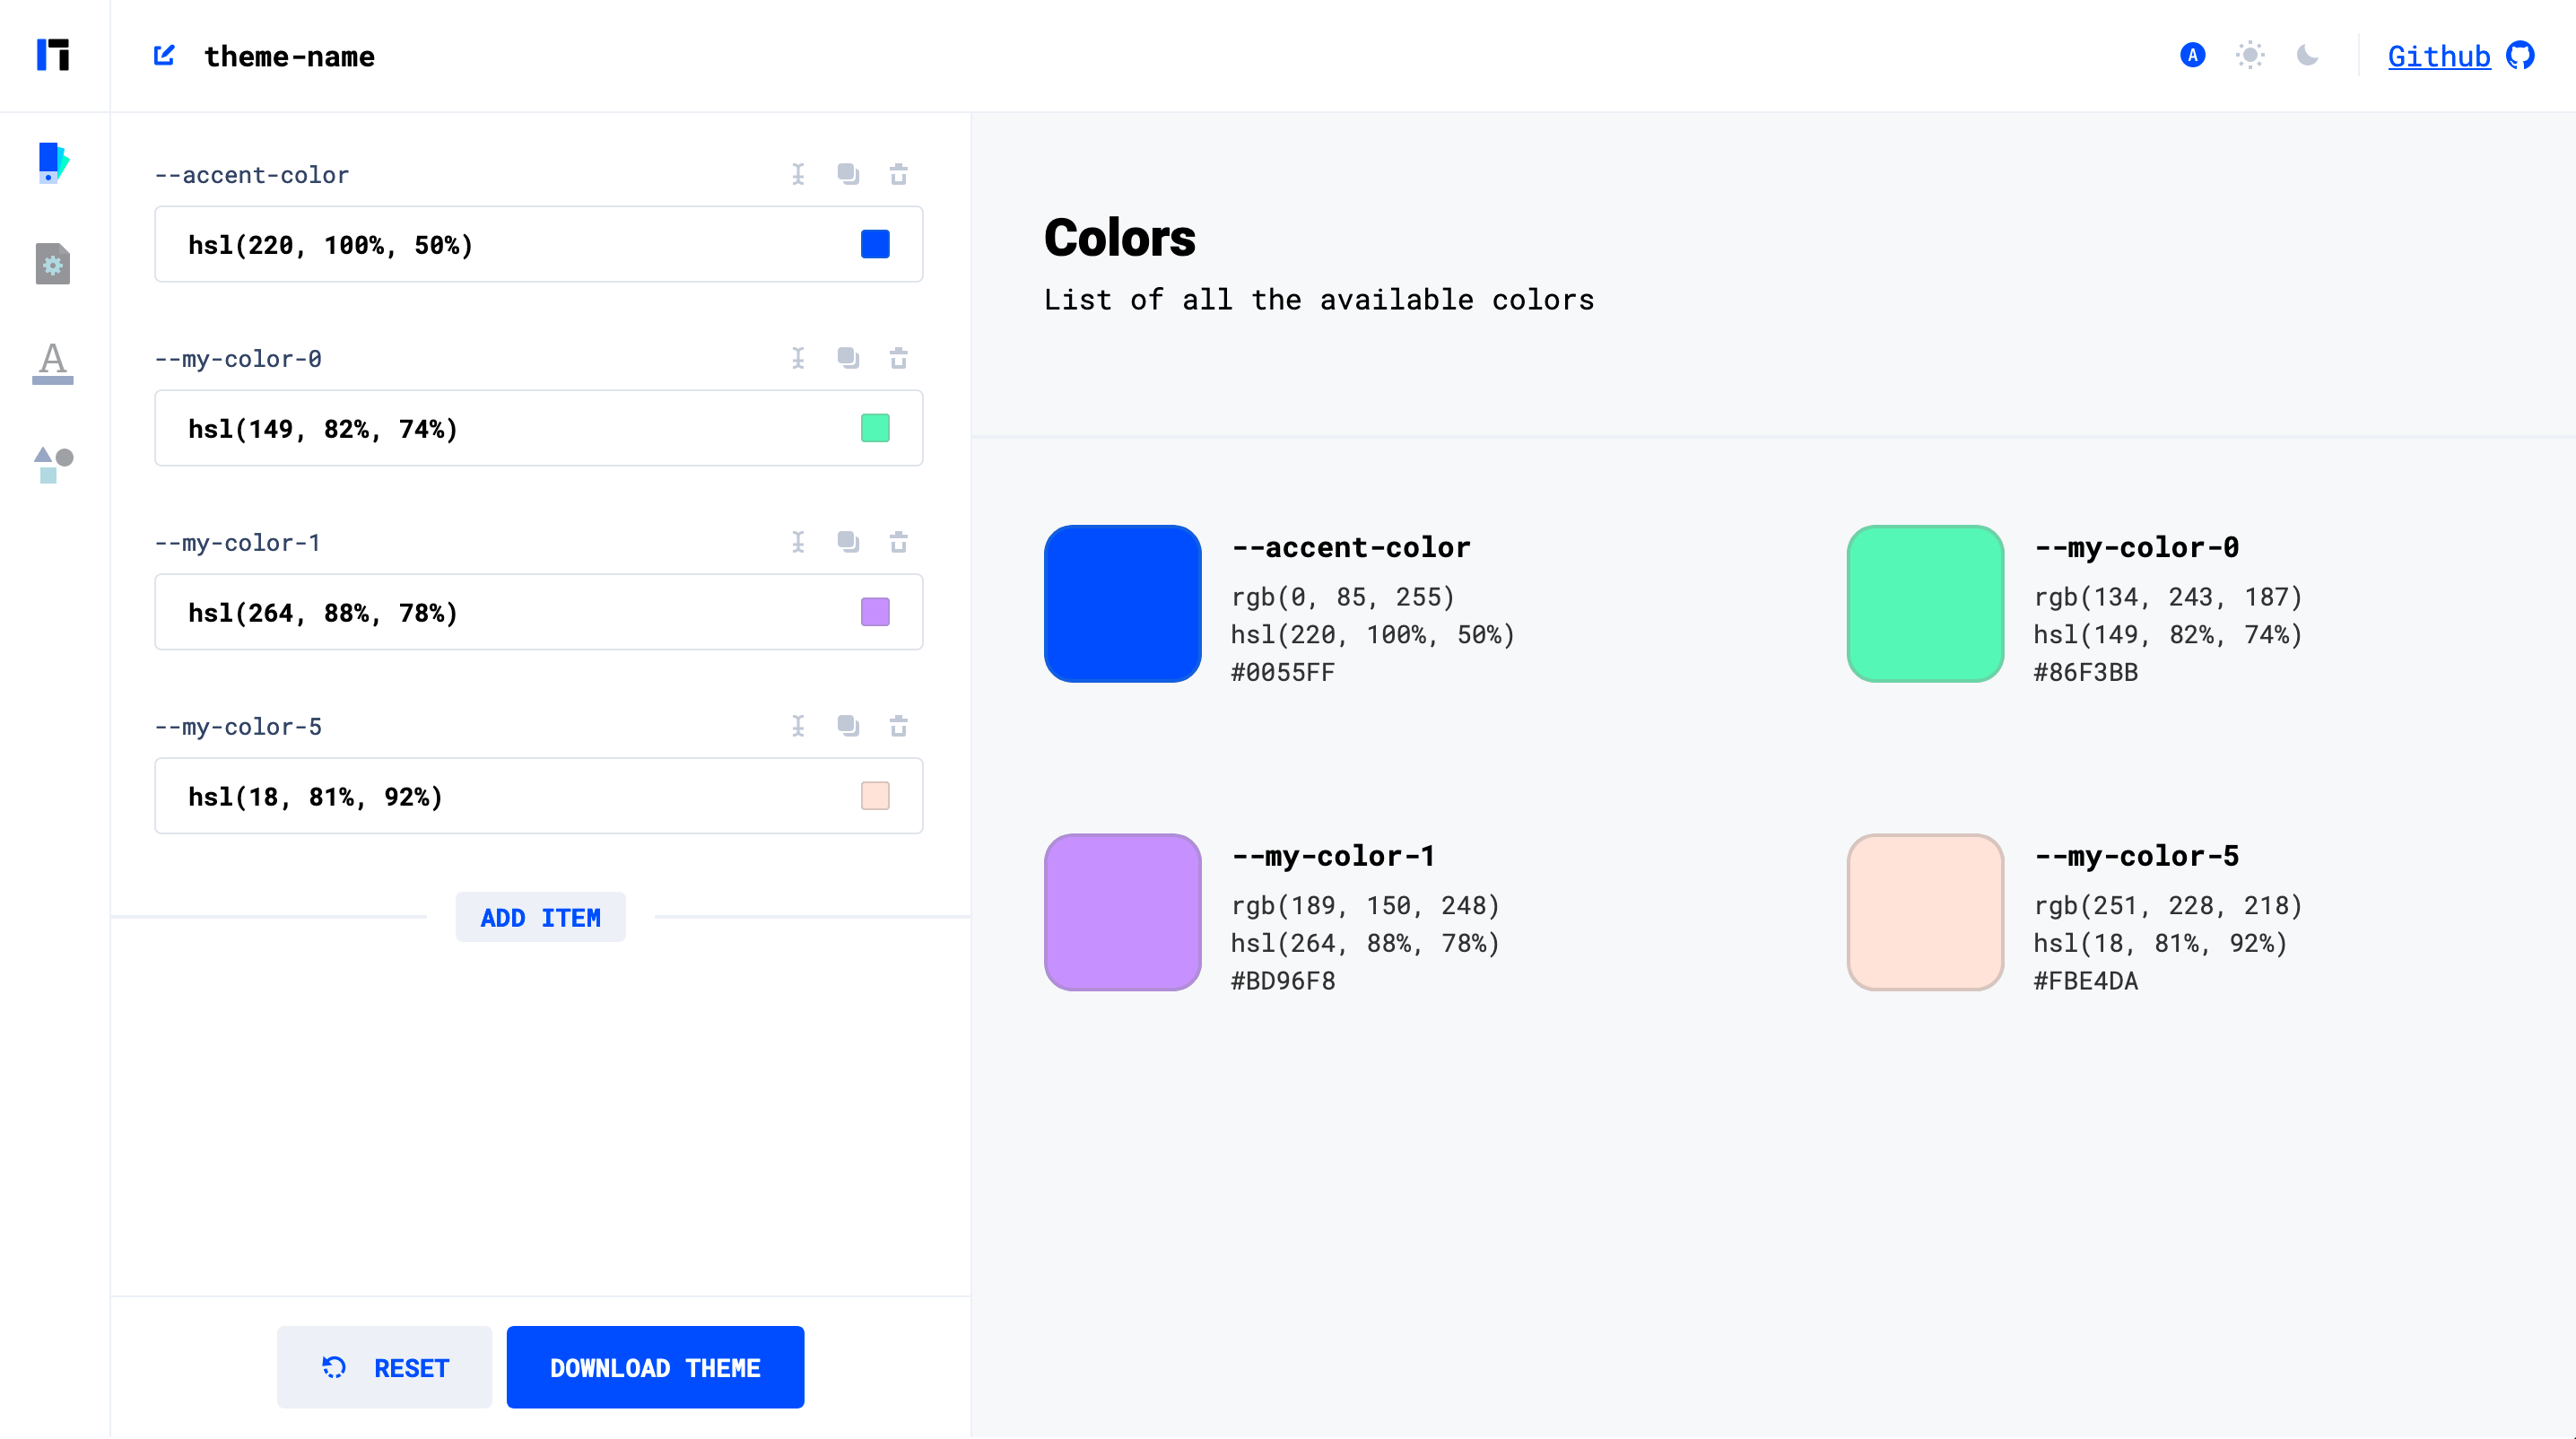 theme-name
A
Github
--accent-color
hsl(220, 100%, 50%)
--my-color-0
hsl(149, 82%, 74%)
--my-color-1
hsl(264, 88%, 78%)
--my-color-5
hsl(18, 81%, 92%)
ADD ITEM
RESET
DOWNLOAD THEME
A
Colors
List of all the available colors
--accent-color
rgb(0, 85, 255)
hsl(220, 100%, 50%)
#0055FF
--my-color-0
rgb(134, 243, 187)
hsl(149, 82%, 74%)
#86F3BB
--my-color-1
rgb(189, 150, 248)
hsl(264, 88%, 78%)
#BD96F8
--my-color-5
rgb(251, 228, 218)
hsl(18, 81%, 92%)
#FBE4DA